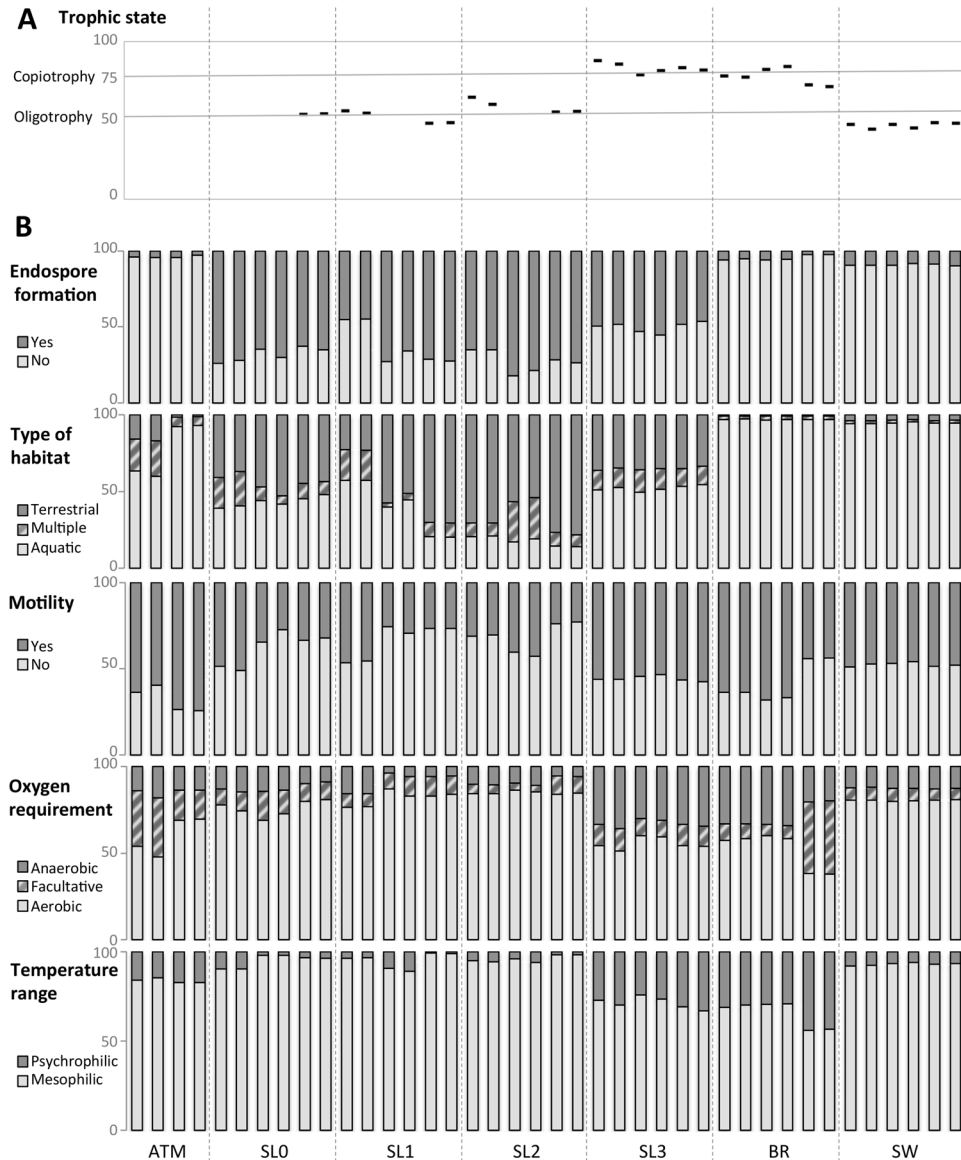 A Trophic state
100
Copiotrophy
75
Oligotrophy
50
0
B
100
Endospore
formation
50
Yes
No
0
100
Type of
habitat
50
Terrestrial
Multiple
Aquatic
0
100
Motility
Yes
50
No
0
100
Oxygen
requirement
50
Anaerobic
Facultative
Aerobic
0
100
Temperature
range
50
Psychrophilic
Mesophilic
0
ATM SL0 SL1 SL2 SL3 BR SW